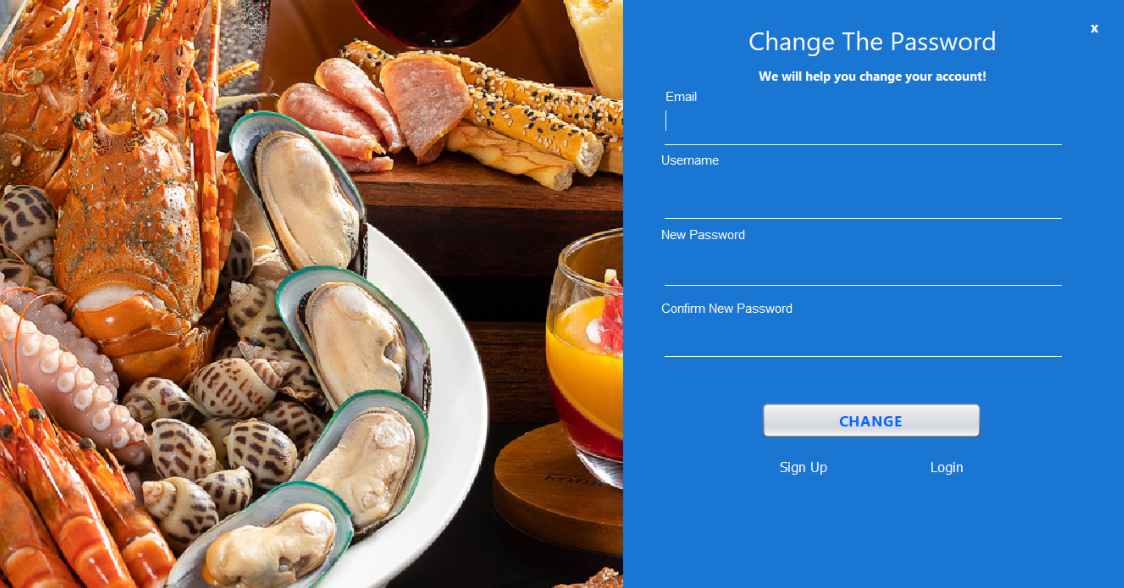 x
Change The Password
We will help you change your account!
Email
Username
New Password
Confirm New Password
CHANGE
Sign Up
Login